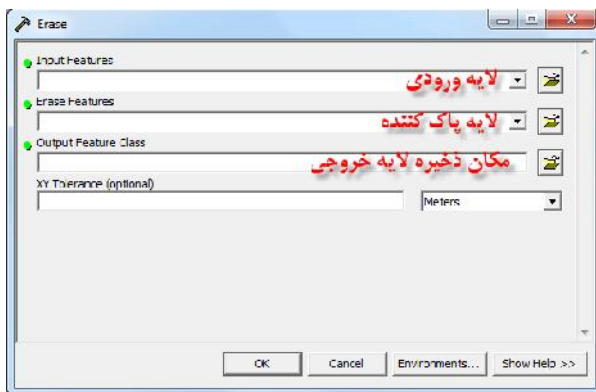 Erase
Input Features
لایه ورودی
Erase Features
لایه پاک کننده
Output Feature Class
مکان ذخیره لایه خروجی
XY Tolerance (optional)
Meters
OK
Cancel
Environments...
Show Help >>